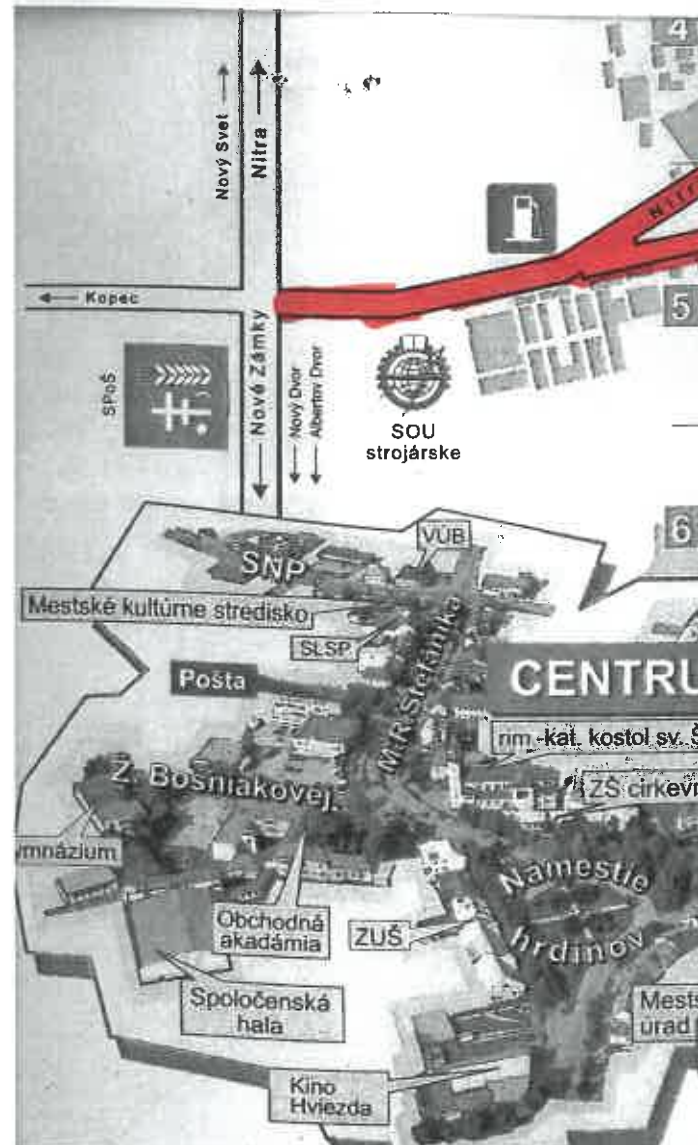 4
Nový Svet
Nitra
Kopec
5
SPoŠ
Nové Zámky
Nový Dvor
Albertov Dvor
SOU
strojárske
6
SNP
VÚB
Mestské kultúrne stredisko
SLSP
M.R.Štefánika
Pošta
CENTRU
rím.-kat. kostol sv. Š
Z. Bosniakovej
ZŠ cirkevn
ymnázium
Námestie
hrdinov
Obchodná
akadámia
ZUŠ
Spoločenská
hala
Mests
úrad
Kino
Hviezda